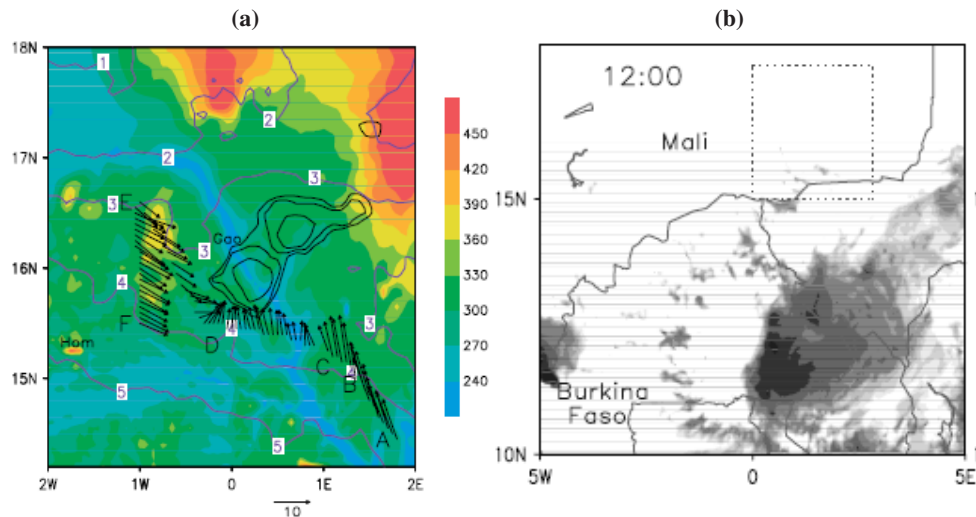 (a)
(b)
18N
17N
16N
15N
2W
1W
0
1E
2E
10
1
2
2
3
3
3
3
4
4
4
5
5
E
F
D
C
B
A
Gao
Hom
450
420
390
360
330
300
270
240
12:00
Mali
Burkina
Faso
15N
10N
5W
0
5E